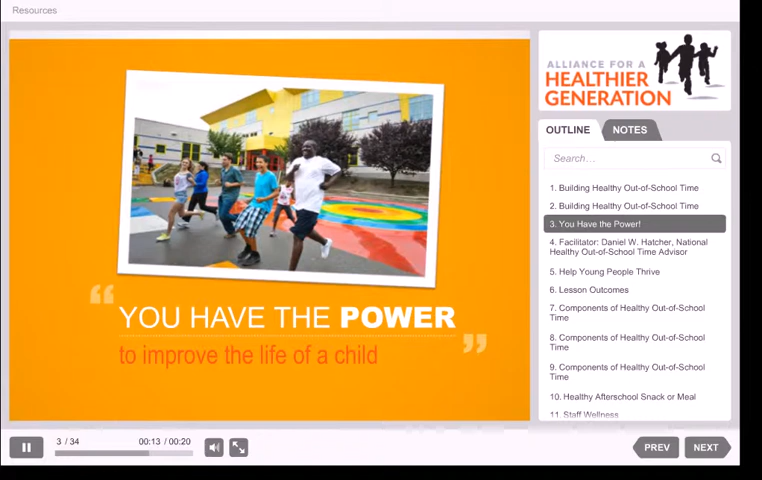 Resources
“
YOU HAVE THE POWER
”
to improve the life of a child
ALLIANCE FOR A
HEALTHIER
GENERATION
OUTLINE NOTES
Search...
1. Building Healthy Out-of-School Time
2. Building Healthy Out-of-School Time
3. You Have the Power!
4. Facilitator: Daniel W. Hatcher, National
Healthy Out-of-School Time Advisor
5. Help Young People Thrive
6. Lesson Outcomes
7. Components of Healthy Out-of-School
Time
8. Components of Healthy Out-of-School
Time
9. Components of Healthy Out-of-School
Time
10. Healthy Afterschool Snack or Meal
11. Staff Wellness
3 / 34 00:13 / 00:20
PREV NEXT